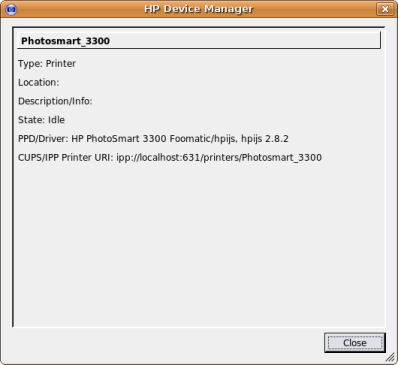 HP Device Manager
Photosmart_3300
Type: Printer
Location:
Description/Info:
State: Idle
PPD/Driver: HP PhotoSmart 3300 Foomatic/hpijs, hpijs 2.8.2
CUPS/IPP Printer URI: ipp://localhost:631/printers/Photosmart_3300
Close